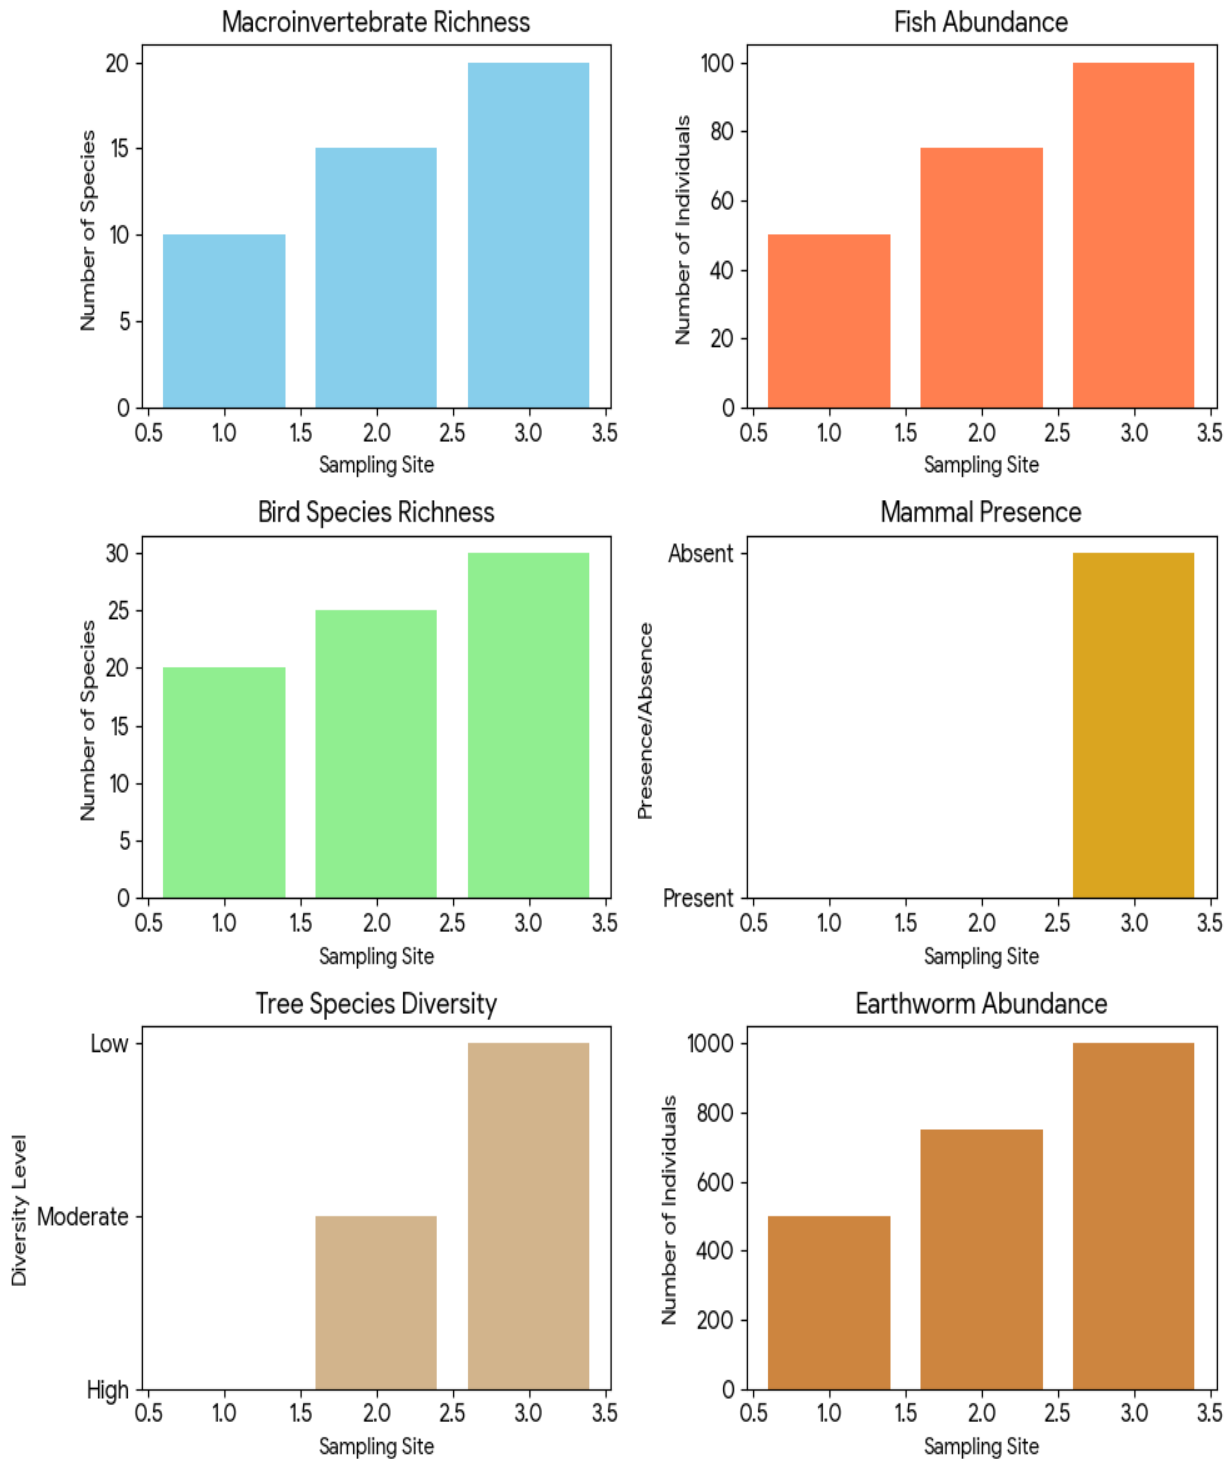 Macroinvertebrate Richness
Number of Species
20
15
10
5
0
0.5 1.0 1.5 2.0 2.5 3.0 3.5
Sampling Site
Fish Abundance
Number of Individuals
100
80
60
40
20
0
0.5 1.0 1.5 2.0 2.5 3.0 3.5
Sampling Site
Bird Species Richness
Number of Species
30
25
20
15
10
5
0
0.5 1.0 1.5 2.0 2.5 3.0 3.5
Sampling Site
Mammal Presence
Presence/Absence
Absent
Present
0.5 1.0 1.5 2.0 2.5 3.0 3.5
Sampling Site
Tree Species Diversity
Diversity Level
Low
Moderate
High
0.5 1.0 1.5 2.0 2.5 3.0 3.5
Sampling Site
Earthworm Abundance
Number of Individuals
1000
800
600
400
200
0
0.5 1.0 1.5 2.0 2.5 3.0 3.5
Sampling Site